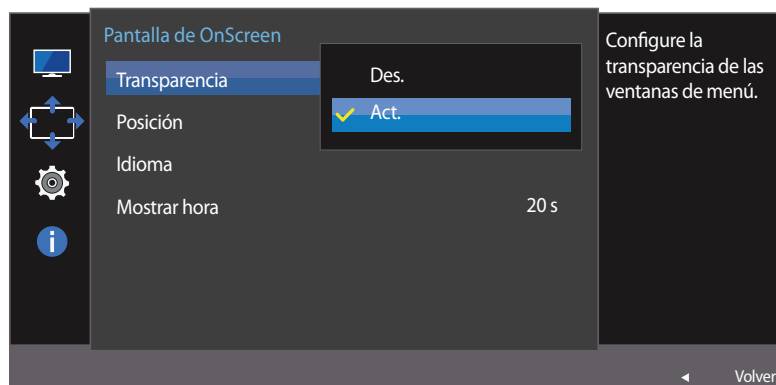 Pantalla de OnScreen
Transparencia
Des.
Act.
Posición
Idioma
Mostrar hora 20 s
Configure la
transparencia de las
ventanas de menú.
Volver